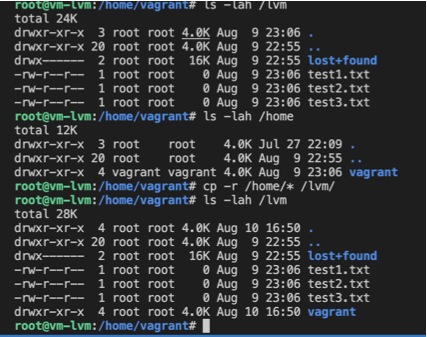 root@vm-lvm:/home/vagrant# ls -lah /lvm
total 24K
drwxr-xr-x  3 root root 4.0K Aug  9 23:06 .
drwxr-xr-x 20 root root 4.0K Aug  9 22:55 ..
drwx------  2 root root  16K Aug  9 22:55 lost+found
-rw-r--r--  1 root root    0 Aug  9 23:06 test1.txt
-rw-r--r--  1 root root    0 Aug  9 23:06 test2.txt
-rw-r--r--  1 root root    0 Aug  9 23:06 test3.txt
root@vm-lvm:/home/vagrant# ls -lah /home
total 12K
drwxr-xr-x  3 root    root    4.0K Jul 27 22:09 .
drwxr-xr-x 20 root    root    4.0K Aug  9 22:55 ..
drwxr-xr-x  4 vagrant vagrant 4.0K Aug  9 23:06 vagrant
root@vm-lvm:/home/vagrant# cp -r /home/* /lvm/
root@vm-lvm:/home/vagrant# ls -lah /lvm
total 28K
drwxr-xr-x  4 root root 4.0K Aug 10 16:50 .
drwxr-xr-x 20 root root 4.0K Aug  9 22:55 ..
drwx------  2 root root  16K Aug  9 22:55 lost+found
-rw-r--r--  1 root root    0 Aug  9 23:06 test1.txt
-rw-r--r--  1 root root    0 Aug  9 23:06 test2.txt
-rw-r--r--  1 root root    0 Aug  9 23:06 test3.txt
drwxr-xr-x  4 root root 4.0K Aug 10 16:50 vagrant
root@vm-lvm:/home/vagrant#